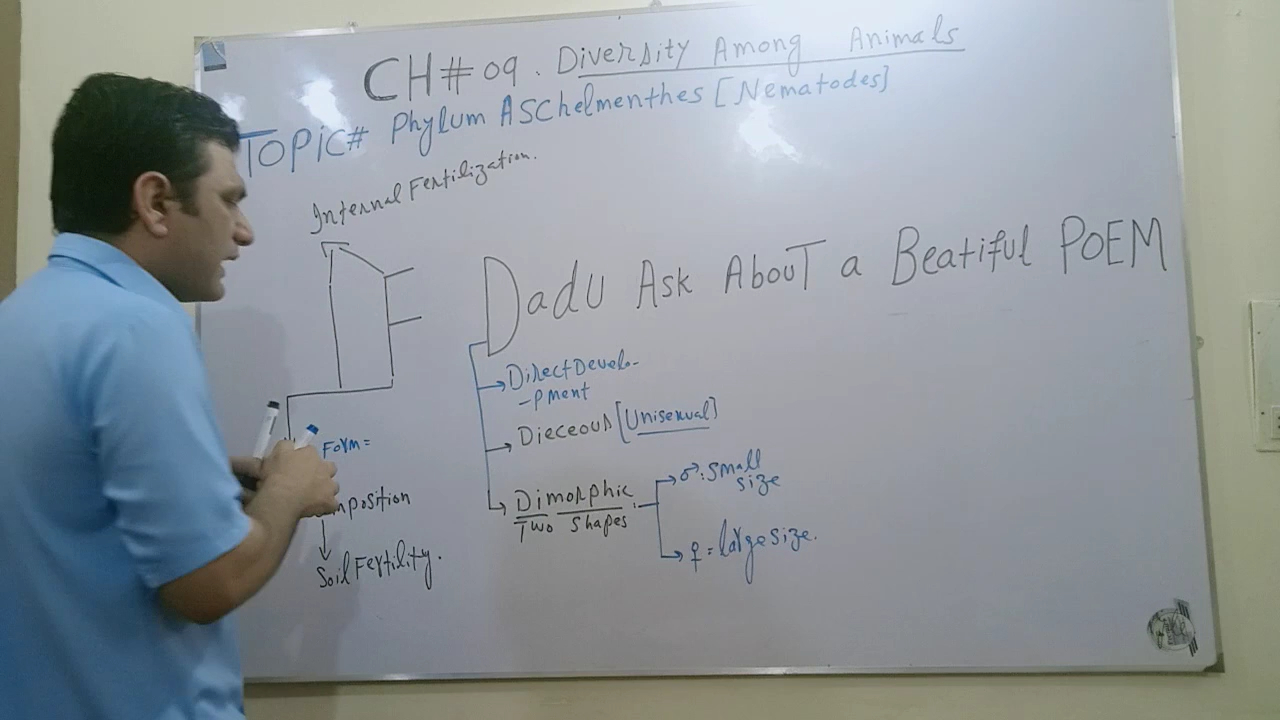 CH# 09. Diversity Among Animals
TOPIC# Phylum ASChelmenthes [Nematodes]
Internal Fertilization.
Dadu Ask About a Beatiful POEM
Direct Develo-
-pment
Dieceous [Unisexual]
Dimorphic
Two Shapes
♂: Small
size
♀ = large size.
Form =
mposition
Soil Fertility.